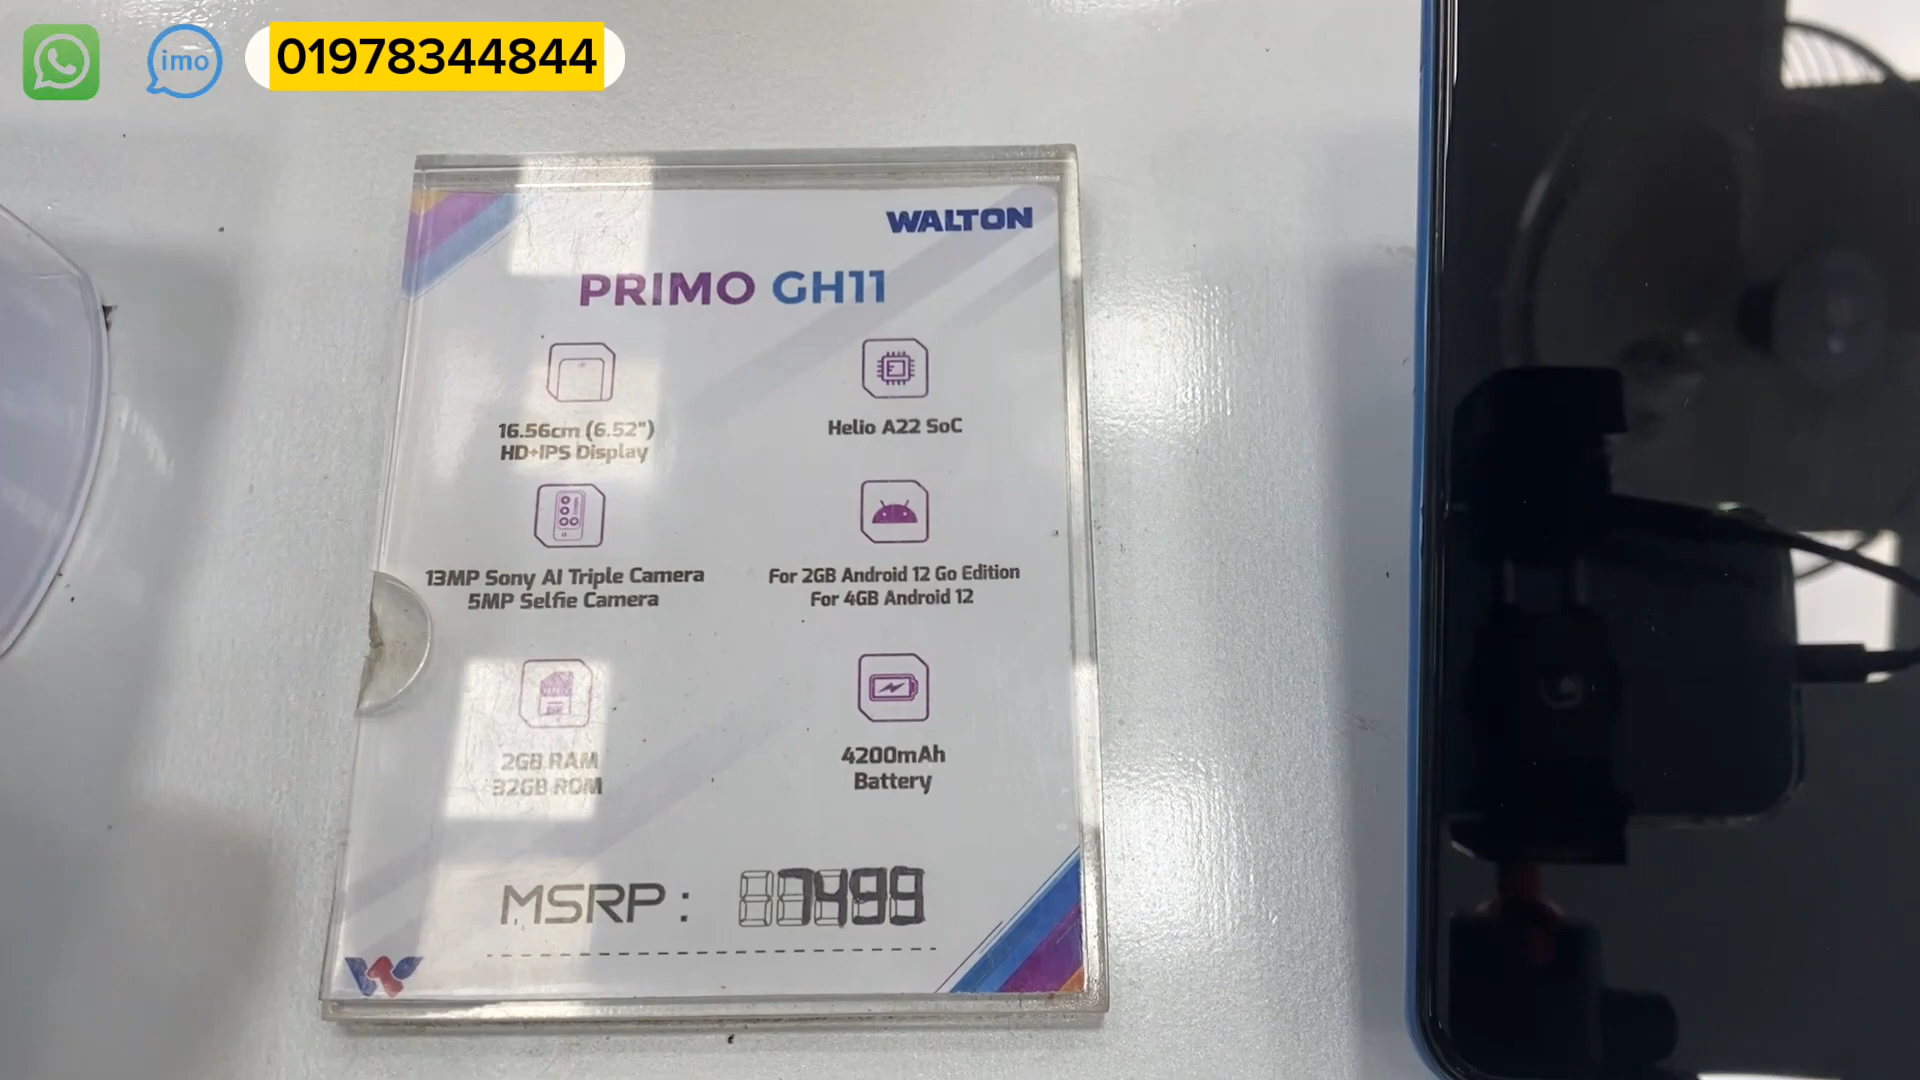 imo
01978344844
WALTON
PRIMO GH11
16.56cm (6.52")
HD+IPS Display
Helio A22 SoC
13MP Sony AI Triple Camera
5MP Selfie Camera
For 2GB Android 12 Go Edition
For 4GB Android 12
2GB RAM
32GB ROM
4200mAh
Battery
MSRP : 7499